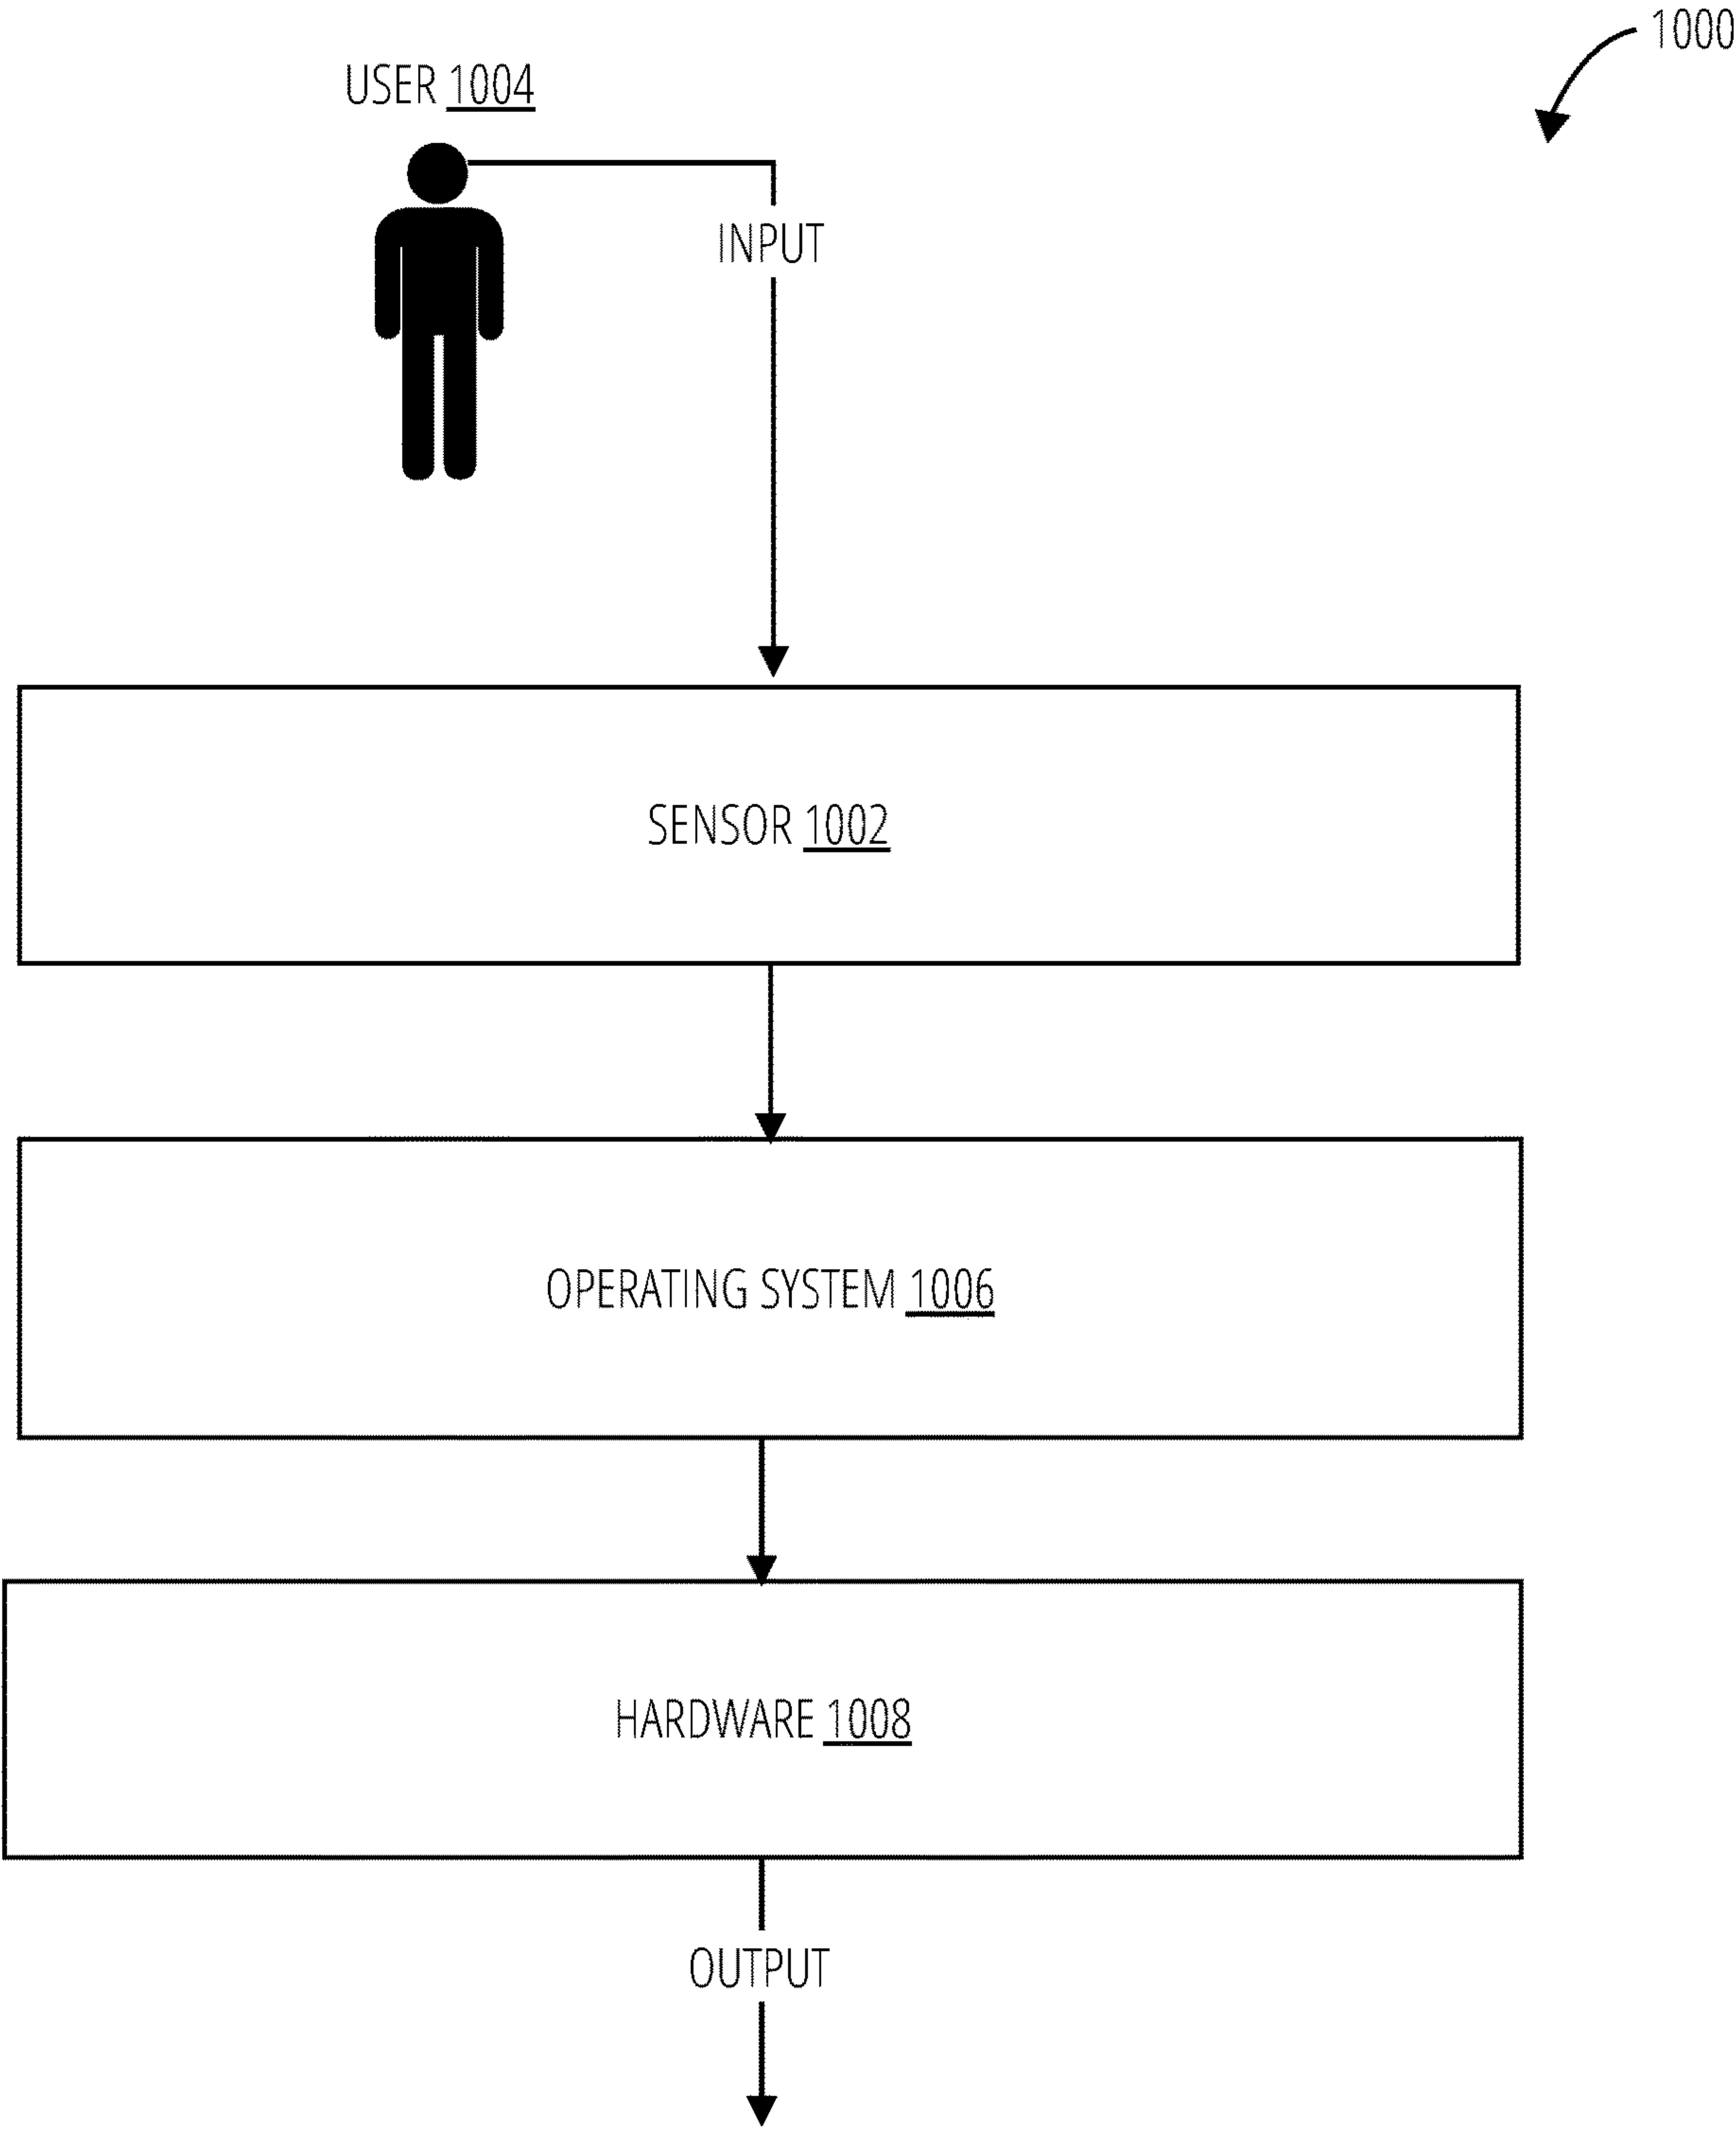 1000
USER 1004
INPUT
SENSOR 1002
OPERATING SYSTEM 1006
HARDWARE 1008
OUTPUT